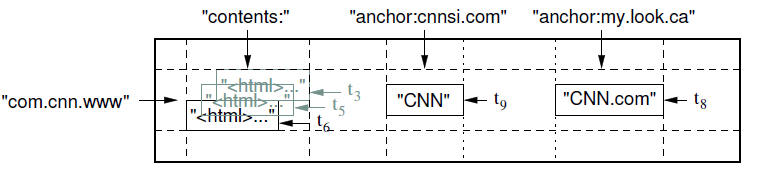 "contents:" "anchor:cnnsi.com" "anchor:my.look.ca"
"<html>..." t3
"com.cnn.www" "<html>..." t5 "CNN" t9 "CNN.com" t8
"<html>..." t6